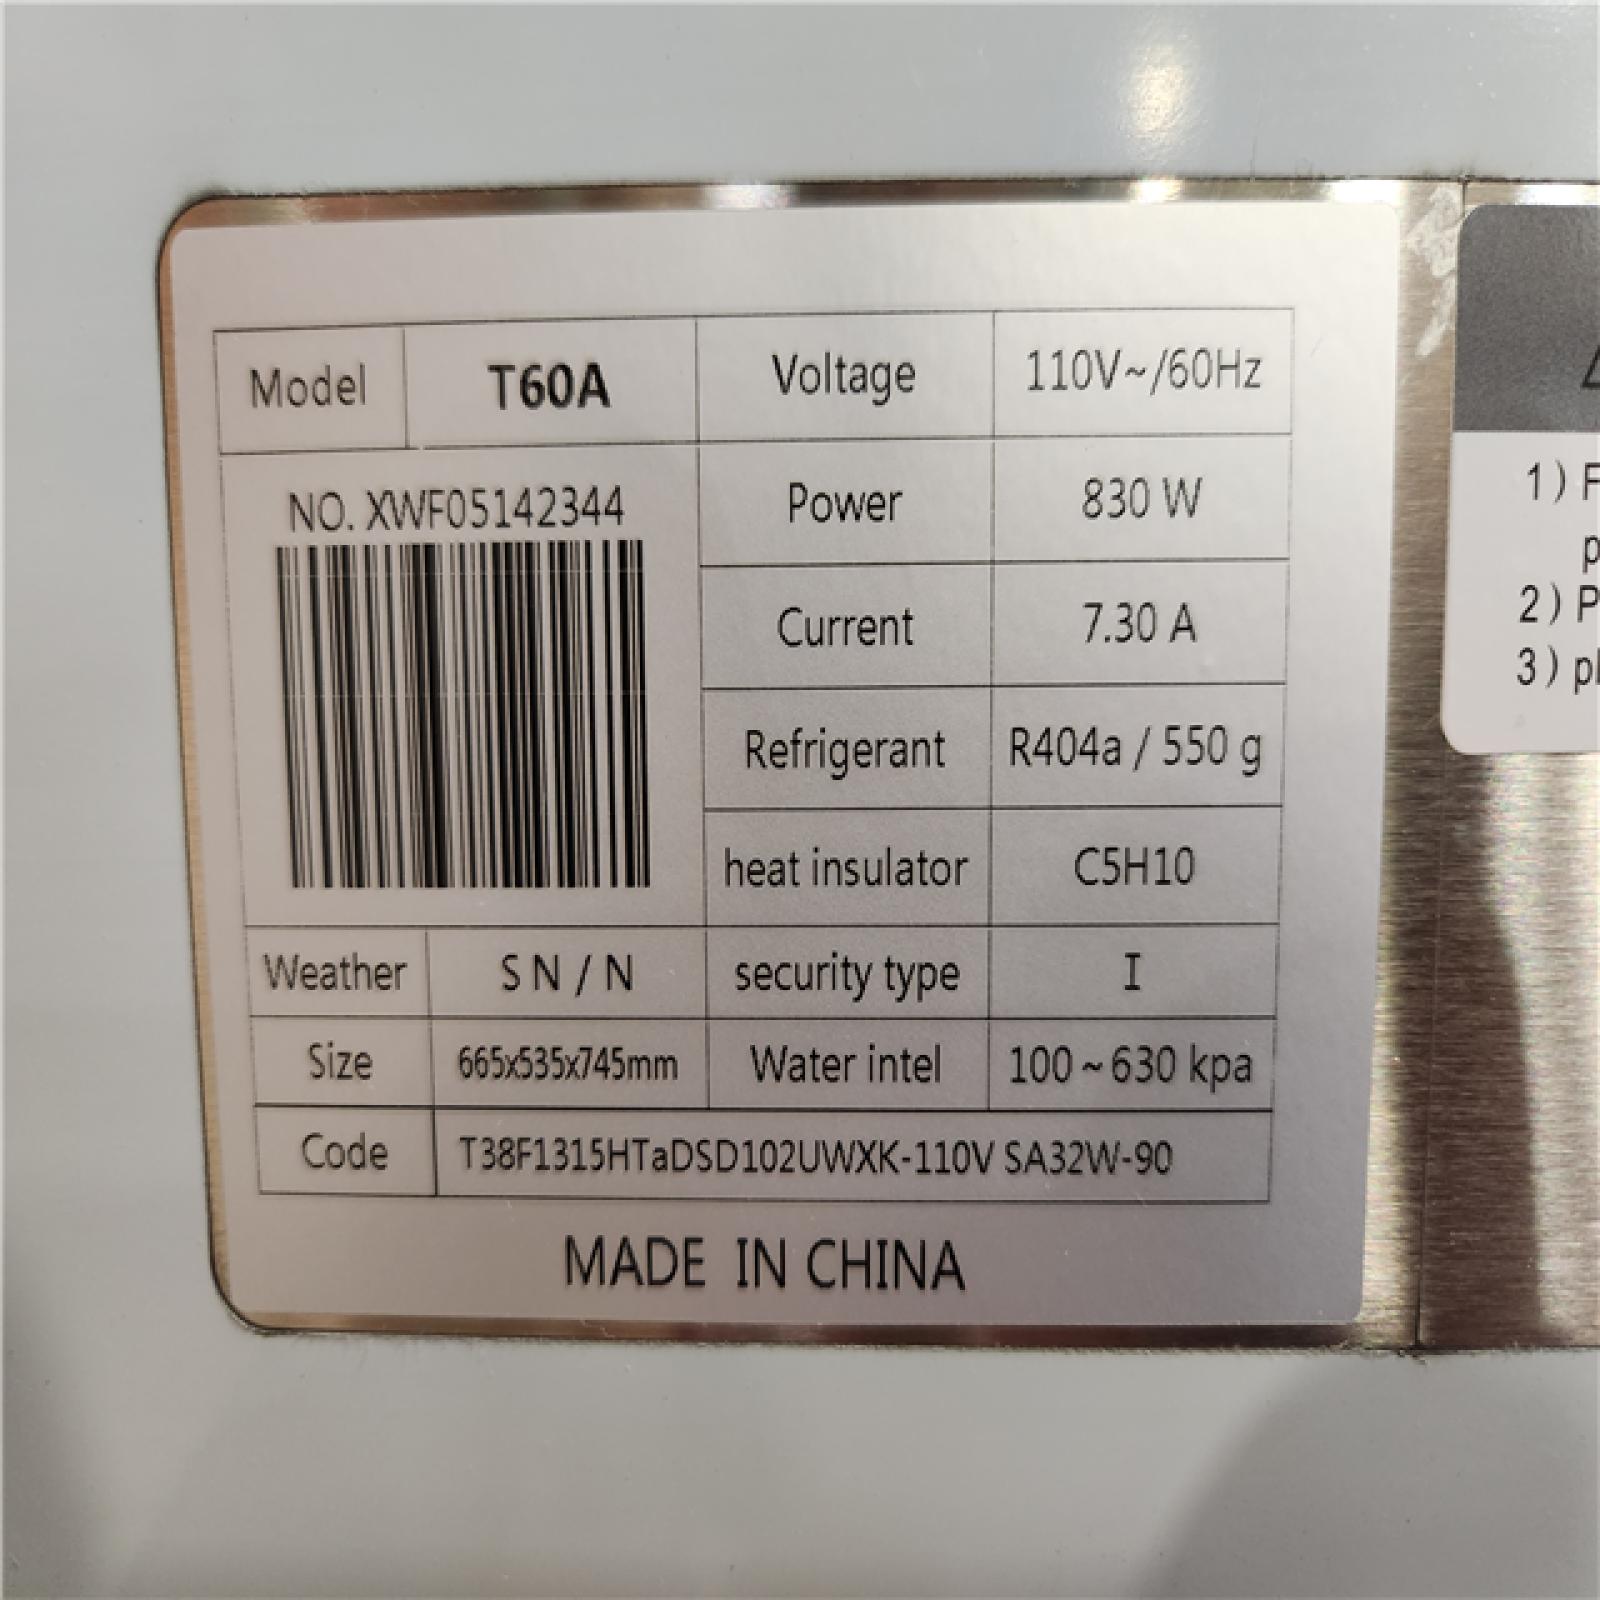 Model T60A Voltage 110V~/60Hz
NO. XWF05142344
Power 830 W
Current 7.30 A
Refrigerant R404a / 550 g
heat insulator C5H10
Weather SN/N security type I
Size 665x535x745mm Water intel 100~630 kpa
Code T38F1315HTaDSD102UWXK-110V SA32W-90
MADE IN CHINA
1)
2)
3)